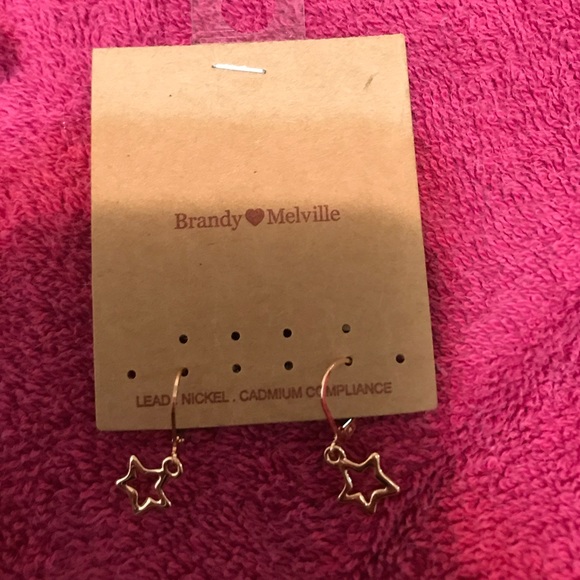 Brandy♥Melville
LEAD . NICKEL . CADMIUM COMPLIANCE